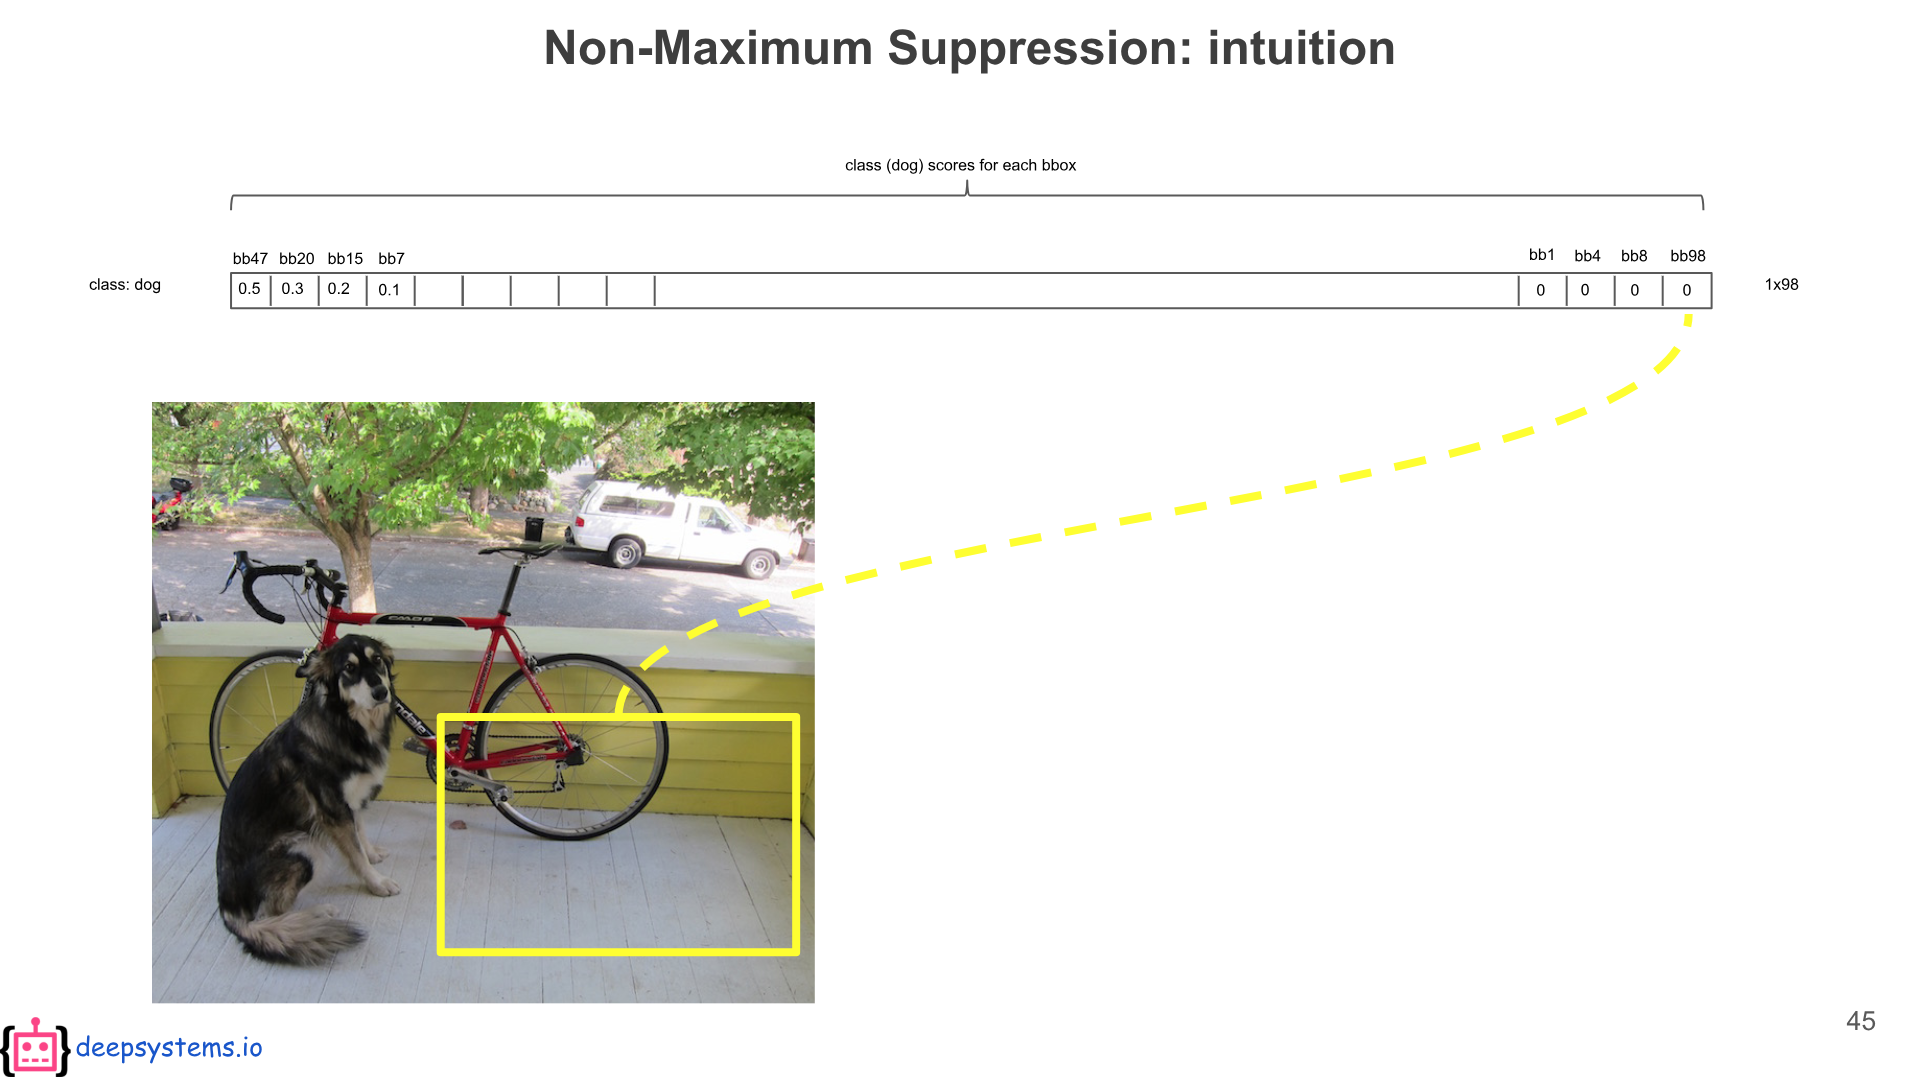 Non-Maximum Suppression: intuition
class (dog) scores for each bbox
bb47 bb20 bb15 bb7 bb1 bb4 bb8 bb98
class: dog 0.5 0.3 0.2 0.1 0 0 0 0 1x98
ndale
deepsystems.io
45